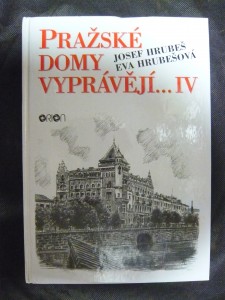 PRAŽSKÉ
DOMY
VYPRÁVĚJÍ... IV
JOSEF HRUBEŠ
EVA HRUBEŠOVÁ
ORION